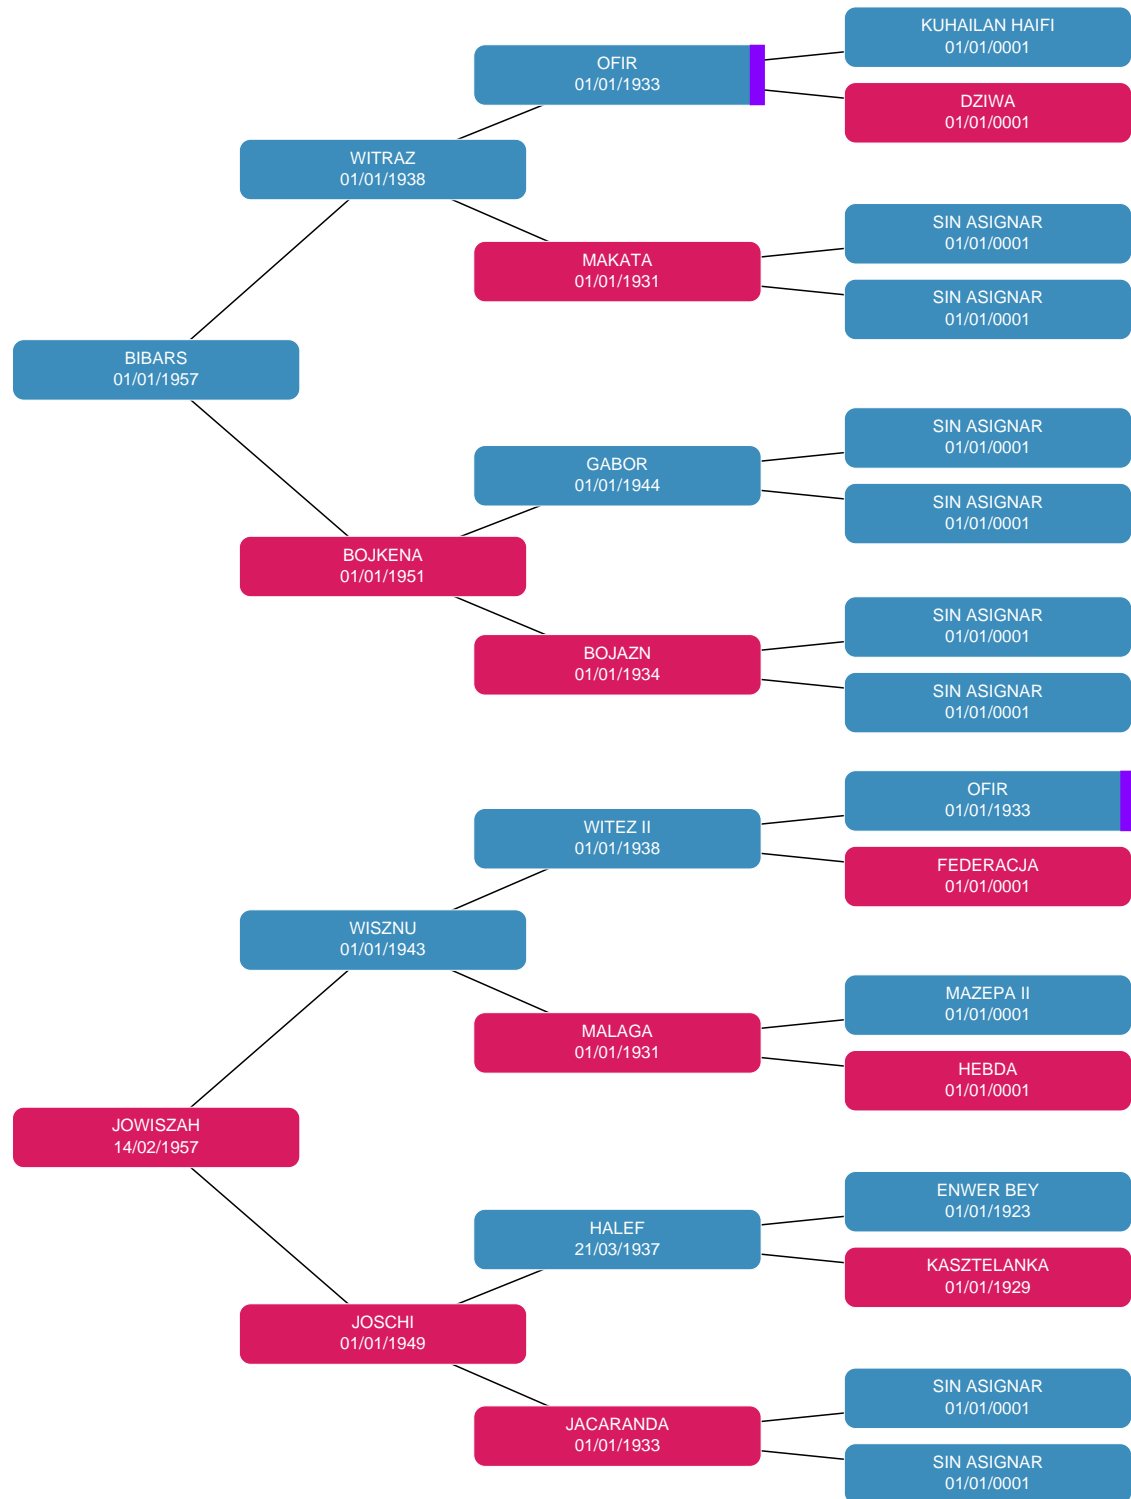 KUHAILAN HAIFI
01/01/0001
OFIR
01/01/1933
DZIWA
01/01/0001
WITRAZ
01/01/1938
SIN ASIGNAR
01/01/0001
MAKATA
01/01/1931
SIN ASIGNAR
01/01/0001
BIBARS
01/01/1957
SIN ASIGNAR
01/01/0001
GABOR
01/01/1944
SIN ASIGNAR
01/01/0001
BOJKENA
01/01/1951
SIN ASIGNAR
01/01/0001
BOJAZN
01/01/1934
SIN ASIGNAR
01/01/0001
OFIR
01/01/1933
WITEZ II
01/01/1938
FEDERACJA
01/01/0001
WISZNU
01/01/1943
MAZEPA II
01/01/0001
MALAGA
01/01/1931
HEBDA
01/01/0001
JOWISZAH
14/02/1957
ENWER BEY
01/01/1923
HALEF
21/03/1937
KASZTELANKA
01/01/1929
JOSCHI
01/01/1949
SIN ASIGNAR
01/01/0001
JACARANDA
01/01/1933
SIN ASIGNAR
01/01/0001